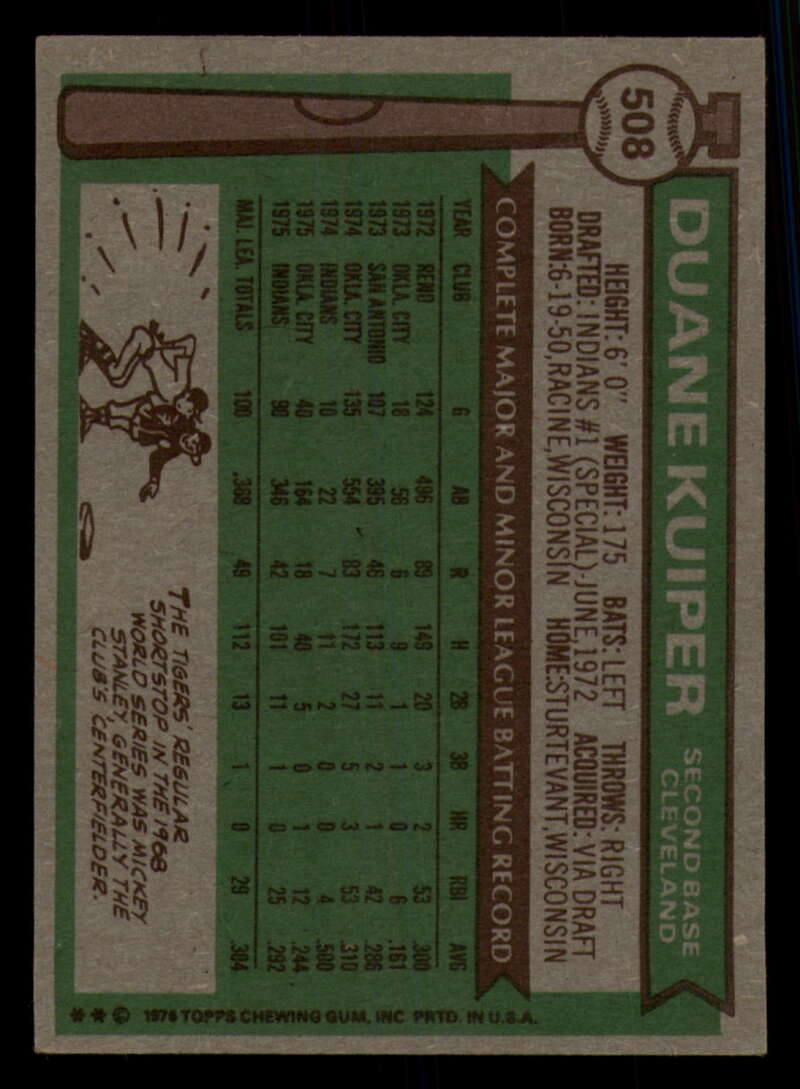 508
DUANE KUIPER
SECOND BASE
CLEVELAND
HEIGHT: 6' 0" WEIGHT: 175 BATS: LEFT THROWS: RIGHT
DRAFTED: INDIANS #1 (SPECIAL)-JUNE, 1972 ACQUIRED: VIA DRAFT
BORN: 6-19-50, RACINE, WISCONSIN HOME: STURTEVANT, WISCONSIN
COMPLETE MAJOR AND MINOR LEAGUE BATTING RECORD
YEAR CLUB G AB R H 2B 3B HR RBI AVG
1972 RENO 124 496 89 149 20 3 2 53 .300
1973 OKLA. CITY 18 56 6 9 1 1 0 6 .161
1973 SAN ANTONIO 107 395 46 113 11 2 1 42 .286
1974 OKLA. CITY 135 554 83 172 27 5 3 53 .310
1974 INDIANS 10 22 7 11 2 0 0 4 .500
1975 OKLA. CITY 40 164 18 40 5 0 1 12 .244
1975 INDIANS 90 346 42 101 11 1 0 25 .292
MAJ. LEA. TOTALS 100 .368 49 112 13 1 0 29 .304
THE TIGERS' REGULAR
SHORTSTOP IN THE 1968
WORLD SERIES WAS MICKEY
STANLEY, GENERALLY THE
CLUB'S CENTERFIELDER.
** © 1976 TOPPS CHEWING GUM, INC PRTD. IN U.S.A.